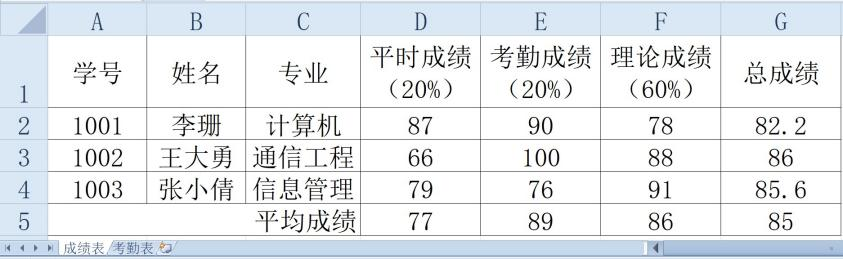 A B C D E F G
1 学号 姓名 专业 平时成绩（20%） 考勤成绩（20%） 理论成绩（60%） 总成绩
2 1001 李珊 计算机 87 90 78 82.2
3 1002 王大勇 通信工程 66 100 88 86
4 1003 张小倩 信息管理 79 76 91 85.6
5 平均成绩 77 89 86 85
成绩表 考勤表